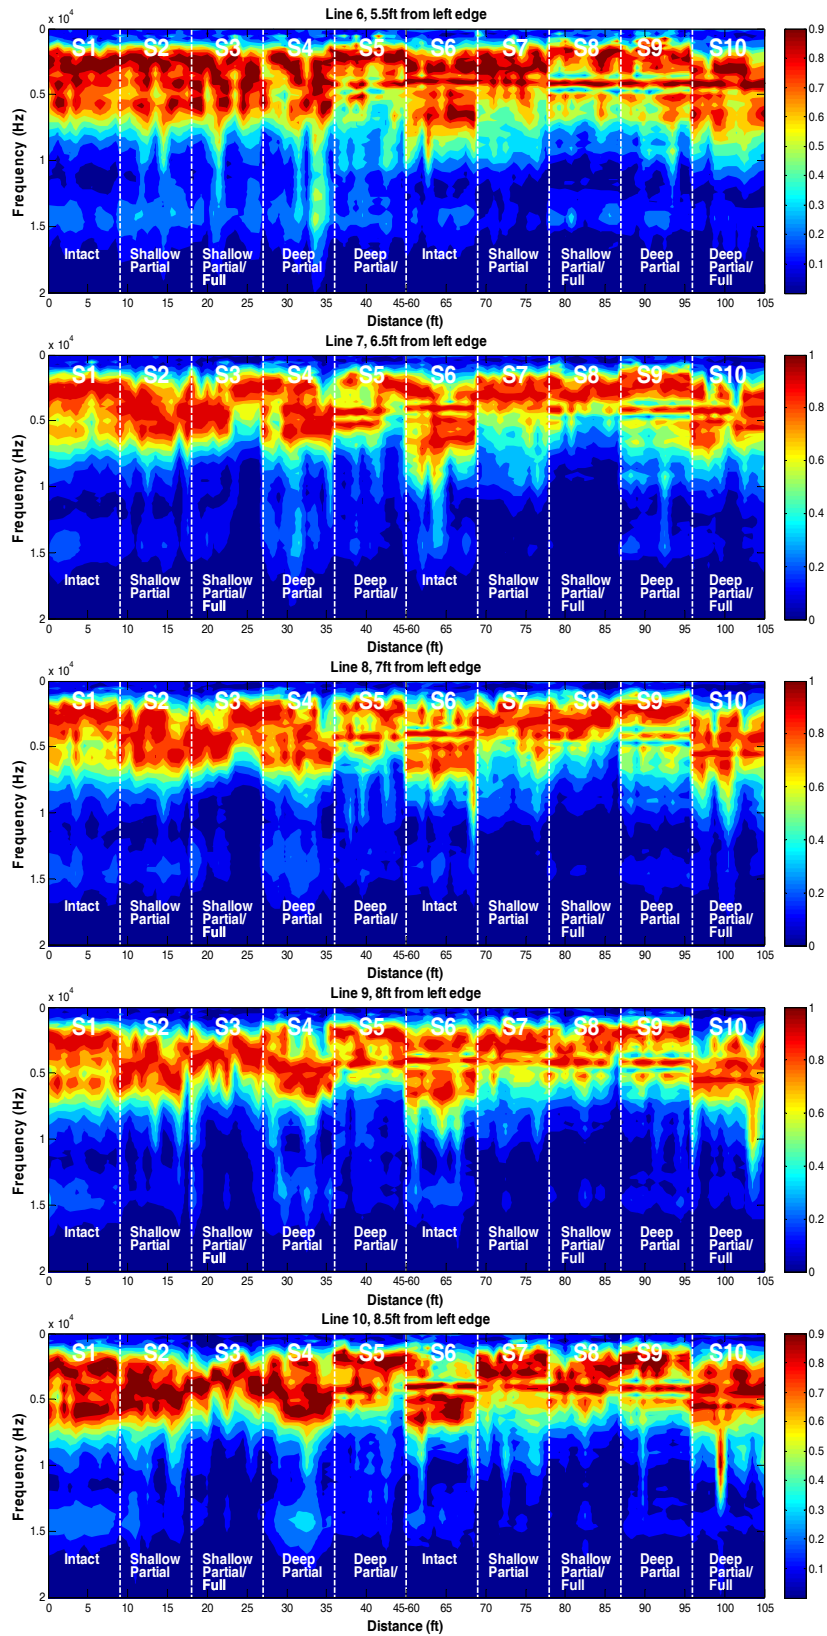 Line 6, 5.5ft from left edge
x 10⁴
0
0.5
1
1.5
2
Frequency (Hz)
S1 S2 S3 S4 S5 S6 S7 S8 S9 S10
Intact Shallow Partial Shallow Partial/ Full Deep Partial Deep Partial/ Intact Shallow Partial Shallow Partial/ Full Deep Partial Deep Partial/ Full
0 5 10 15 20 25 30 35 40 45-60 65 70 75 80 85 90 95 100 105
Distance (ft)
0.9
0.8
0.7
0.6
0.5
0.4
0.3
0.2
0.1
Line 7, 6.5ft from left edge
x 10⁴
0
0.5
1
1.5
2
Frequency (Hz)
S1 S2 S3 S4 S5 S6 S7 S8 S9 S10
Intact Shallow Partial Shallow Partial/ Full Deep Partial Deep Partial/ Intact Shallow Partial Shallow Partial/ Full Deep Partial Deep Partial/ Full
0 5 10 15 20 25 30 35 40 45-60 65 70 75 80 85 90 95 100 105
Distance (ft)
1
0.8
0.6
0.4
0.2
0
Line 8, 7ft from left edge
x 10⁴
0
0.5
1
1.5
2
Frequency (Hz)
S1 S2 S3 S4 S5 S6 S7 S8 S9 S10
Intact Shallow Partial Shallow Partial/ Full Deep Partial Deep Partial/ Intact Shallow Partial Shallow Partial/ Full Deep Partial Deep Partial/ Full
0 5 10 15 20 25 30 35 40 45-60 65 70 75 80 85 90 95 100 105
Distance (ft)
1
0.8
0.6
0.4
0.2
0
Line 9, 8ft from left edge
x 10⁴
0
0.5
1
1.5
2
Frequency (Hz)
S1 S2 S3 S4 S5 S6 S7 S8 S9 S10
Intact Shallow Partial Shallow Partial/ Full Deep Partial Deep Partial/ Intact Shallow Partial Shallow Partial/ Full Deep Partial Deep Partial/ Full
0 5 10 15 20 25 30 35 40 45-60 65 70 75 80 85 90 95 100 105
Distance (ft)
1
0.8
0.6
0.4
0.2
0
Line 10, 8.5ft from left edge
x 10⁴
0
0.5
1
1.5
2
Frequency (Hz)
S1 S2 S3 S4 S5 S6 S7 S8 S9 S10
Intact Shallow Partial Shallow Partial/ Full Deep Partial Deep Partial/ Intact Shallow Partial Shallow Partial/ Full Deep Partial Deep Partial/ Full
0 5 10 15 20 25 30 35 40 45-60 65 70 75 80 85 90 95 100 105
Distance (ft)
0.9
0.8
0.7
0.6
0.5
0.4
0.3
0.2
0.1